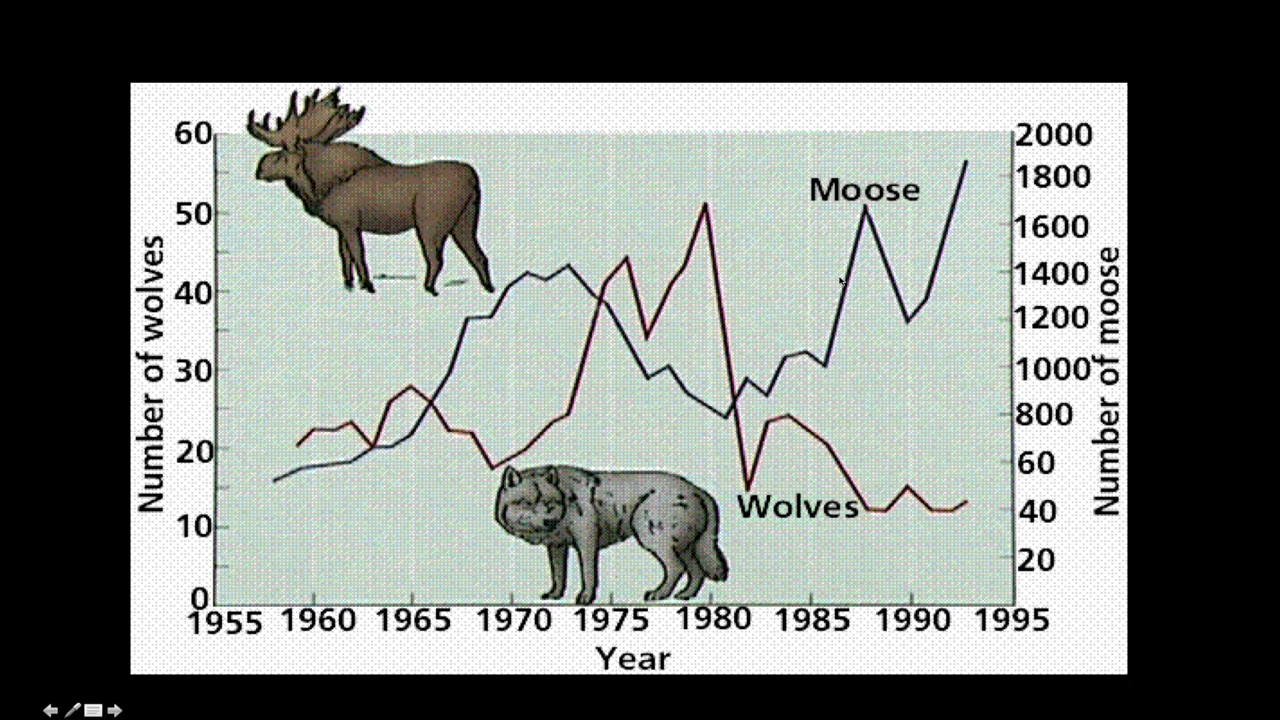 60
50
40
30
20
10
0
Number of wolves
Moose
Wolves
2000
1800
1600
1400
1200
1000
800
60
40
20
Number of moose
1955 1960 1965 1970 1975 1980 1985 1990 1995
Year